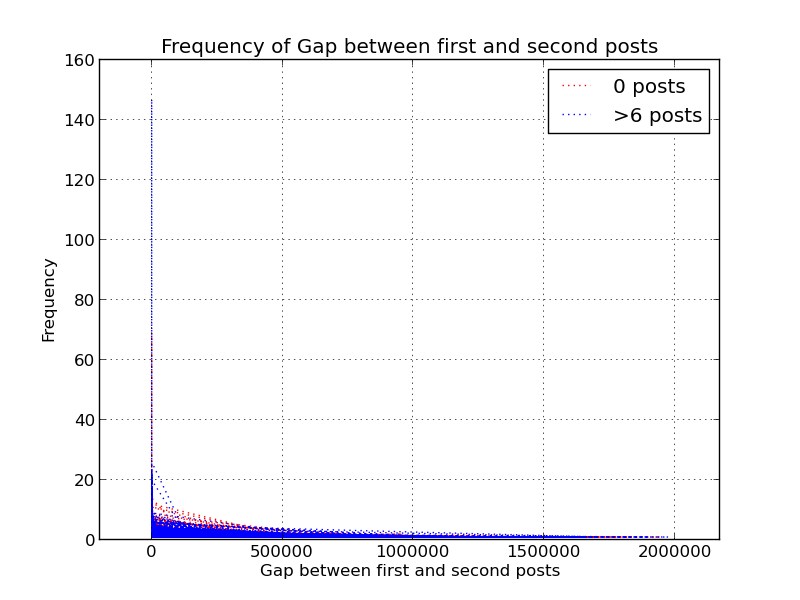 Frequency of Gap between first and second posts
160
140
120
100
80
60
40
20
0
Frequency
0 posts
>6 posts
0
500000
1000000
1500000
2000000
Gap between first and second posts